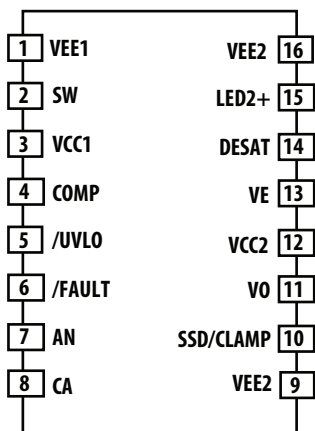 1 VEE1
2 SW
3 VCC1
4 COMP
5 /UVLO
6 /FAULT
7 AN
8 CA
VEE2 16
LED2+ 15
DESAT 14
VE 13
VCC2 12
VO 11
SSD/CLAMP 10
VEE2 9